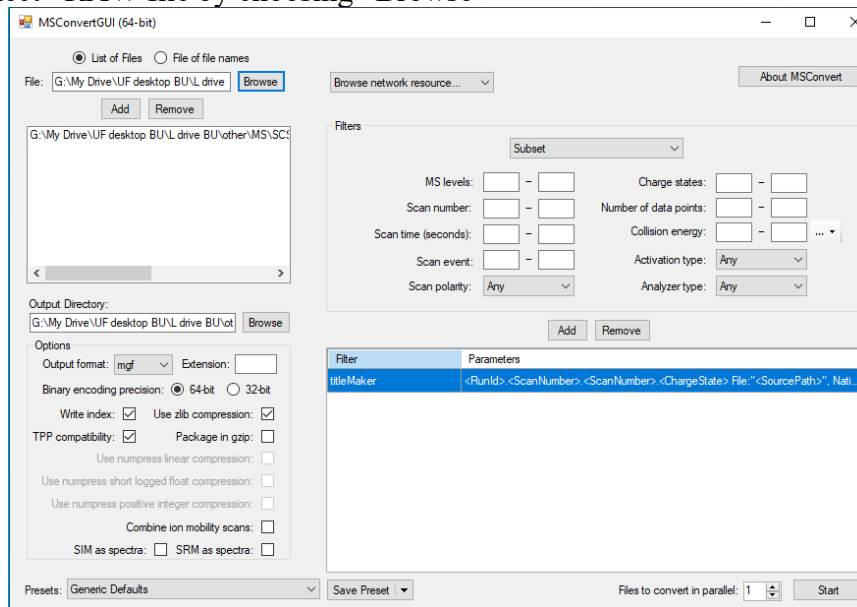 MSConvertGUI (64-bit)
List of Files File of file names
File: G:\My Drive\UF desktop BU\L drive Browse
Browse network resource...
About MSConvert
Add Remove
G:\My Drive\UF desktop BU\L drive BU\other\MS\SCS
Filters
Subset
MS levels: - Charge states: -
Scan number: - Number of data points: -
Scan time (seconds): - Collision energy: - ...
Scan event: - Activation type: Any
Scan polarity: Any Analyzer type: Any
Output Directory:
G:\My Drive\UF desktop BU\L drive BU\ot Browse
Add Remove
Options
Output format: mgf Extension:
Binary encoding precision: 64-bit 32-bit
Write index: Use zlib compression:
TPP compatibility: Package in gzip:
Use numpress linear compression:
Use numpress short logged float compression:
Use numpress positive integer compression:
Combine ion mobility scans:
SIM as spectra: SRM as spectra:
Filter Parameters
titleMaker <RunId>.<ScanNumber>.<ScanNumber>.<ChargeState> File:"<SourcePath>", Nati...
Presets: Generic Defaults Save Preset Files to convert in parallel: 1 Start